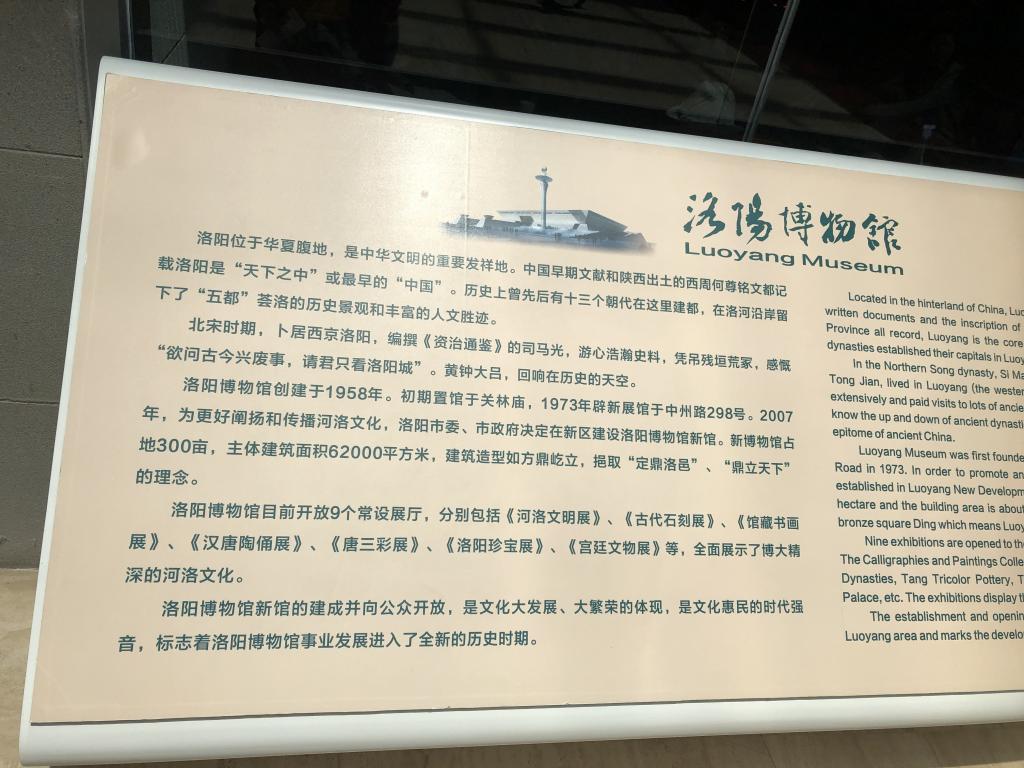 洛陽博物館
Luoyang Museum
洛阳位于华夏腹地，是中华文明的重要发祥地。中国早期文献和陕西出土的西周何尊铭文都记
载洛阳是“天下之中”或最早的“中国”。历史上曾先后有十三个朝代在这里建都，在洛河沿岸留
下了“五都”荟洛的历史景观和丰富的人文胜迹。
北宋时期，卜居西京洛阳，编撰《资治通鉴》的司马光，游心浩瀚史料，凭吊残垣荒冢，感慨
“欲问古今兴废事，请君只看洛阳城”。黄钟大吕，回响在历史的天空。
洛阳博物馆创建于1958年。初期置馆于关林庙，1973年辟新展馆于中州路298号。2007
年，为更好阐扬和传播河洛文化，洛阳市委、市政府决定在新区建设洛阳博物馆新馆。新博物馆占
地300亩，主体建筑面积62000平方米，建筑造型如方鼎屹立，挹取“定鼎洛邑”、“鼎立天下”
的理念。
洛阳博物馆目前开放9个常设展厅，分别包括《河洛文明展》、《古代石刻展》、《馆藏书画
展》、《汉唐陶俑展》、《唐三彩展》、《洛阳珍宝展》、《宫廷文物展》等，全面展示了博大精
深的河洛文化。
洛阳博物馆新馆的建成并向公众开放，是文化大发展、大繁荣的体现，是文化惠民的时代强
音，标志着洛阳博物馆事业发展进入了全新的历史时期。
Located in the hinterland of China,
written documents and the inscription of
Province all record, Luoyang is the core
dynasties established their capitals in
In the Northern Song dynasty, Si
Tong Jian, lived in Luoyang (the
extensively and paid visits to lots of
know the up and down of ancient
epitome of ancient China.
Luoyang Museum was first
Road in 1973. In order to promote
established in Luoyang New
hectare and the building area is
bronze square Ding which means
Nine exhibitions are opened to
The Calligraphies and Paintings
Dynasties, Tang Tricolor Pottery,
Palace, etc. The exhibitions display
The establishment and
Luoyang area and marks the